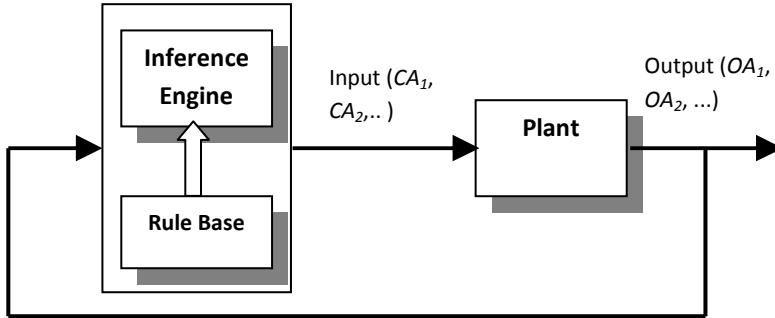 Inference
Engine
Rule Base
Input (CA₁,
CA₂,.. )
Plant
Output (OA₁,
OA₂, ...)